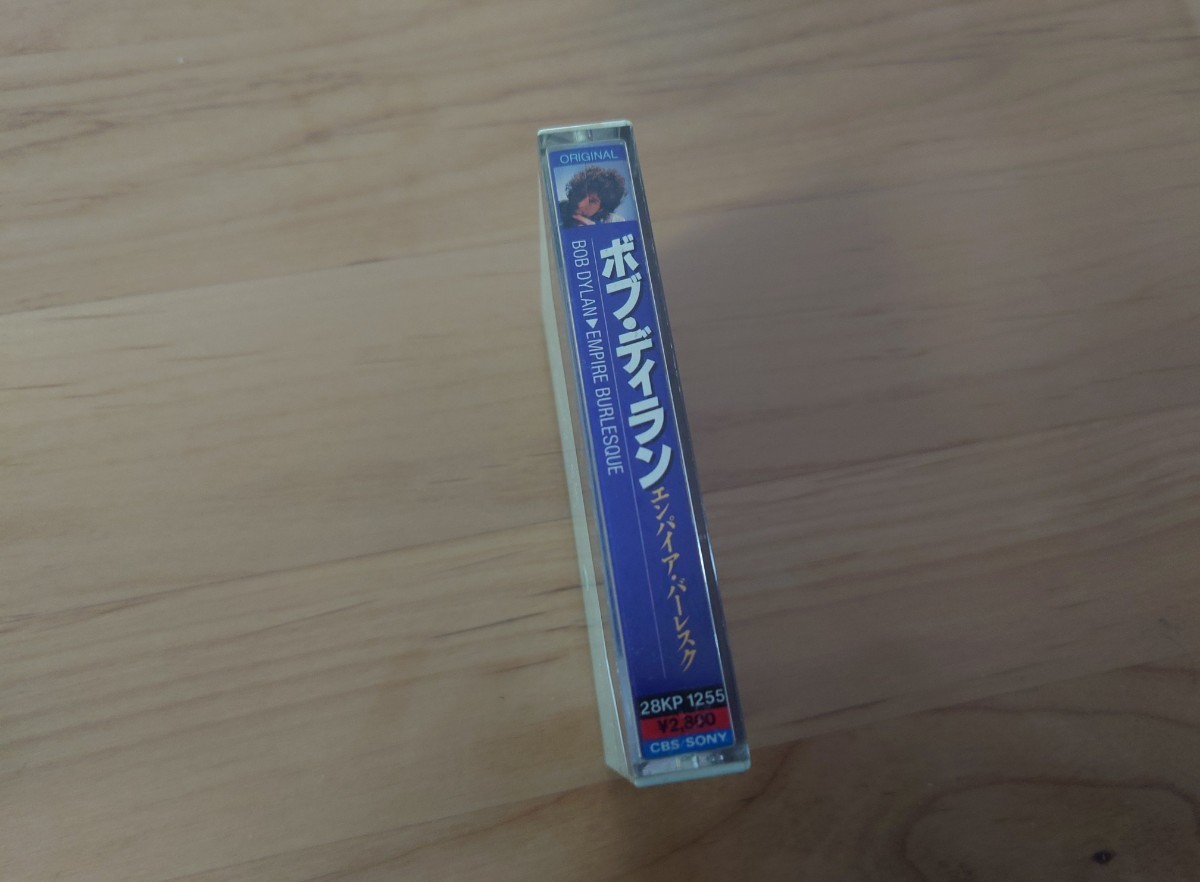 ORIGINAL
ボブ・ディラン エンパイア・バーレスク
BOB DYLAN▶EMPIRE BURLESQUE
28KP 1255
¥2,800
CBS/SONY